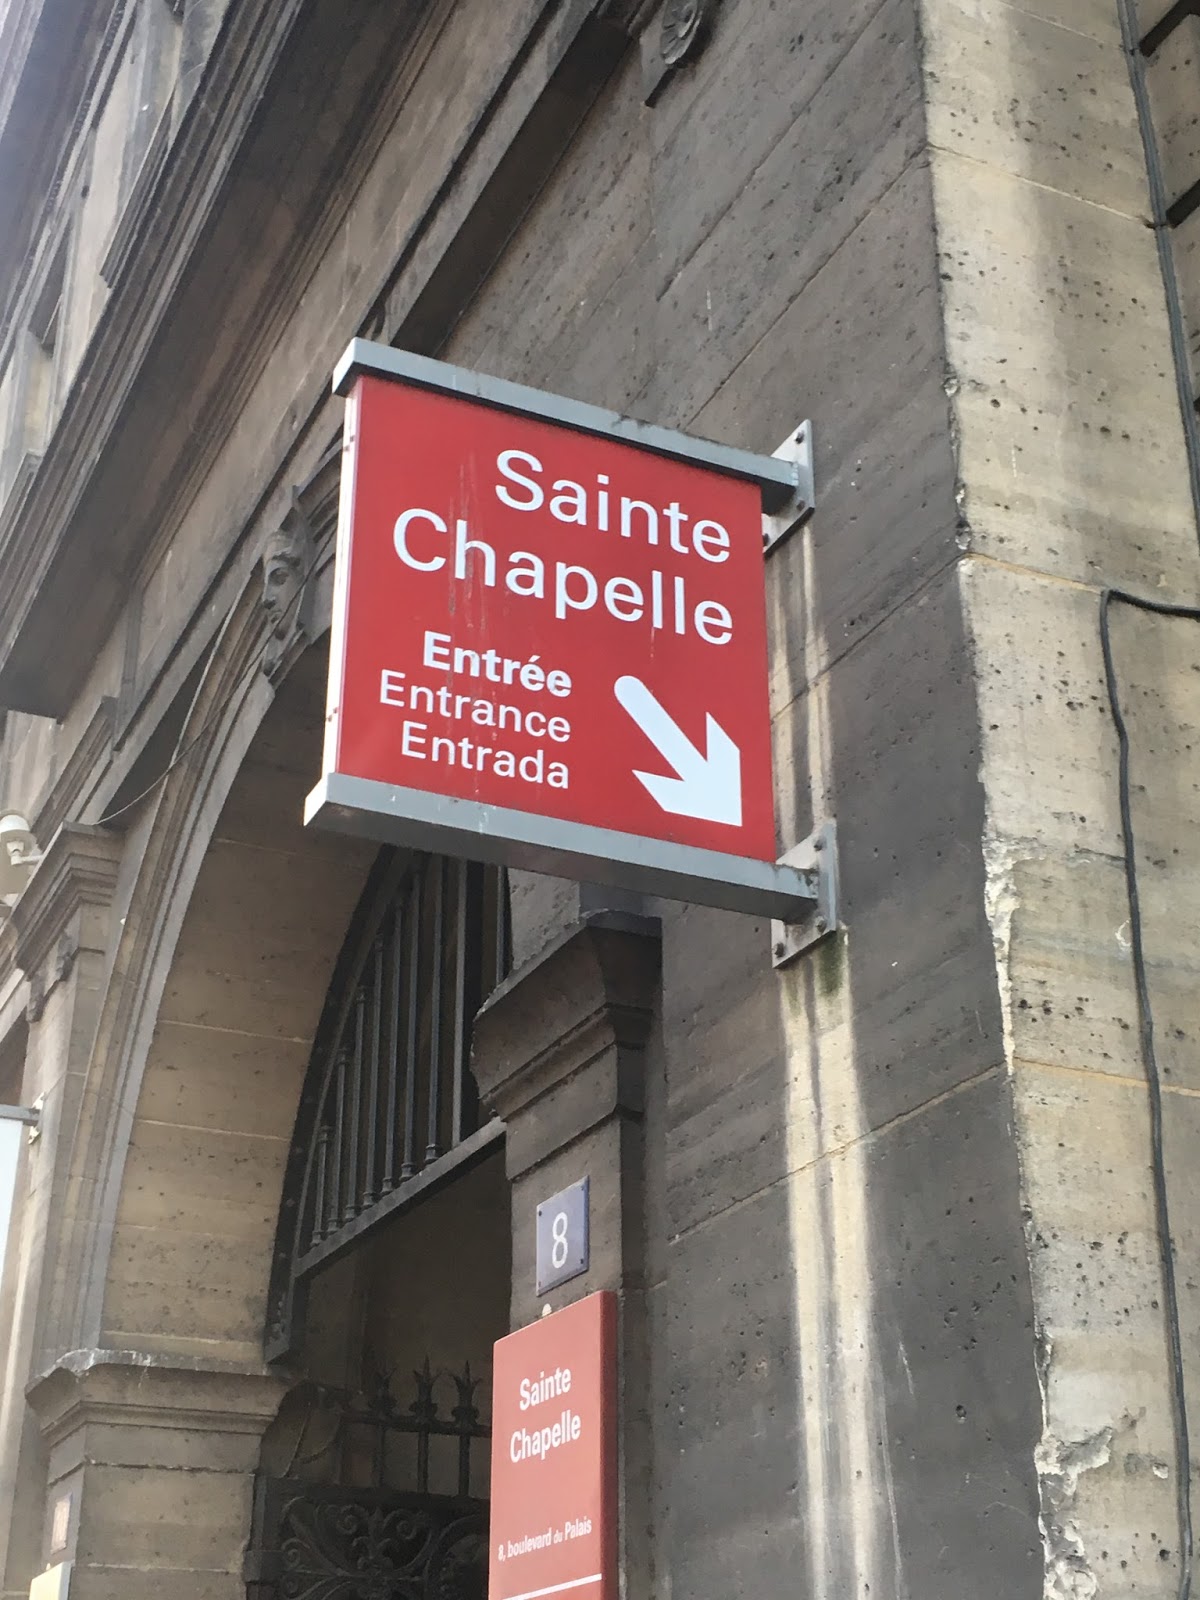 Sainte
Chapelle
Entrée
Entrance
Entrada
8
Sainte
Chapelle
8, boulevard du Palais